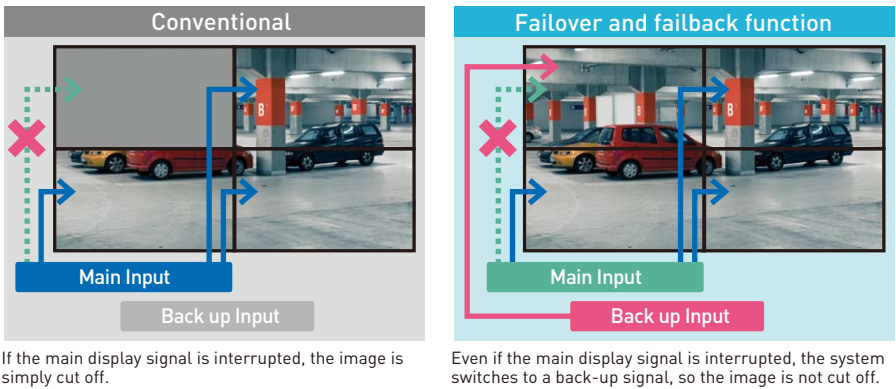 Conventional
B
Main Input
Back up Input
If the main display signal is interrupted, the image is
simply cut off.
Failover and failback function
B
Main Input
Back up Input
Even if the main display signal is interrupted, the system
switches to a back-up signal, so the image is not cut off.